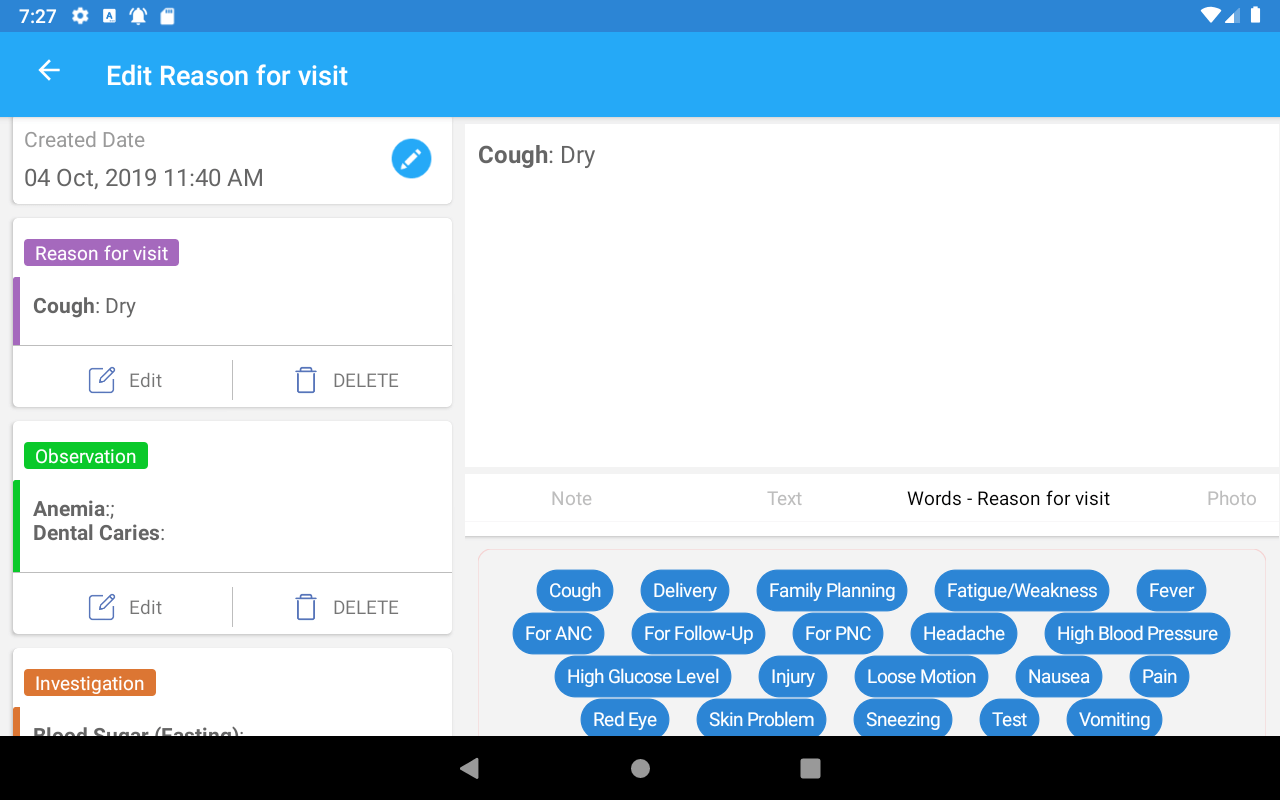 7:27
Edit Reason for visit
Created Date
04 Oct, 2019 11:40 AM
Reason for visit
Cough: Dry
Edit
DELETE
Observation
Anemia:;
Dental Caries:
Edit
DELETE
Investigation
Blood Sugar (Fasting):
Cough: Dry
Note
Text
Words - Reason for visit
Photo
Cough Delivery Family Planning Fatigue/Weakness Fever
For ANC For Follow-Up For PNC Headache High Blood Pressure
High Glucose Level Injury Loose Motion Nausea Pain
Red Eye Skin Problem Sneezing Test Vomiting